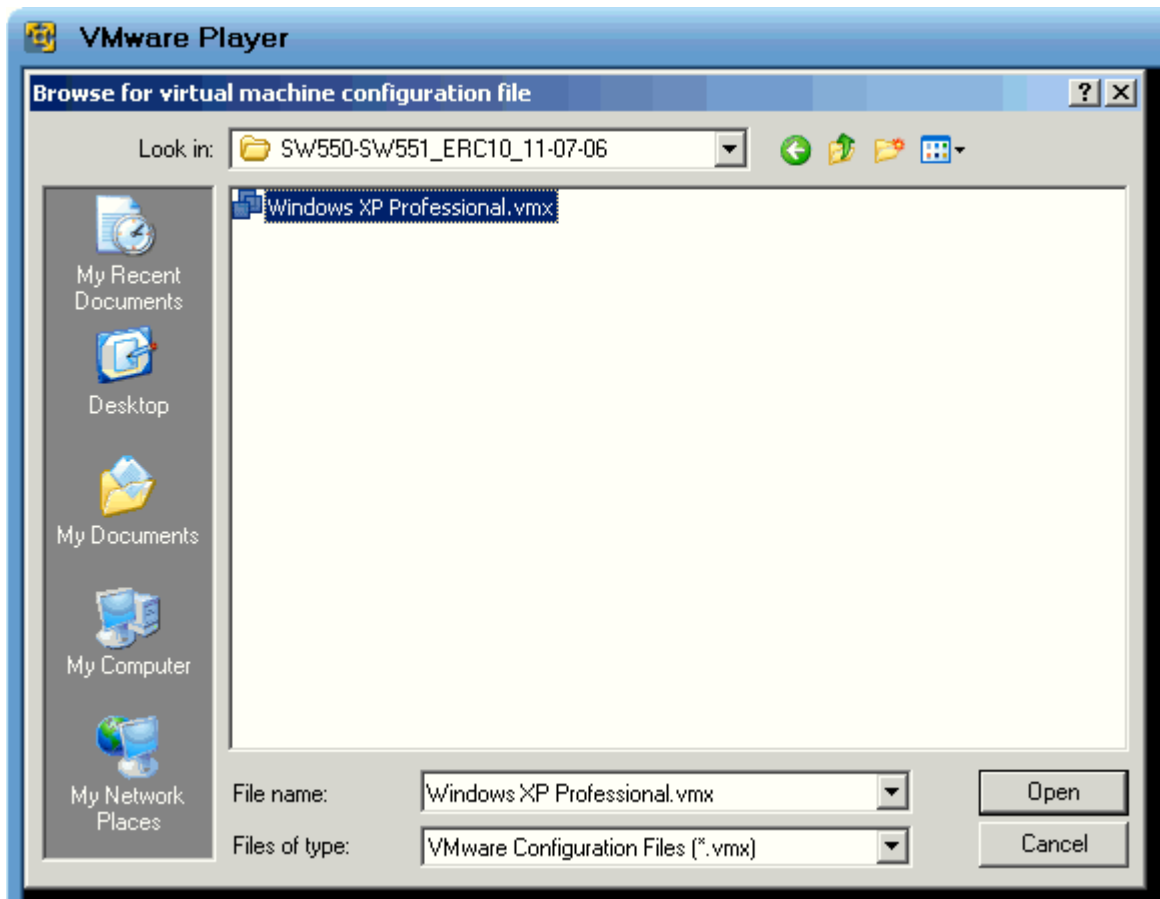 VMware Player
Browse for virtual machine configuration file
Look in:
SW550-SW551_ERC10_11-07-06
Windows XP Professional.vmx
My Recent
Documents
Desktop
My Documents
My Computer
My Network
Places
File name:
Windows XP Professional.vmx
Open
Files of type:
VMware Configuration Files (*.vmx)
Cancel